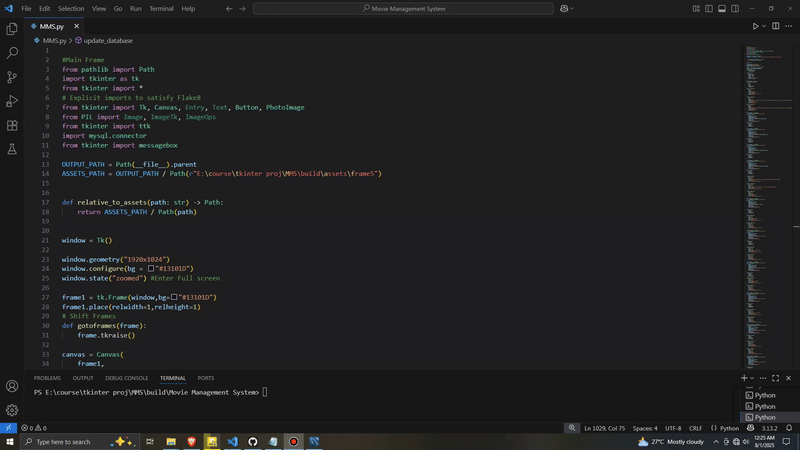 File Edit Selection View Go Run Terminal Help
Movie Management System
MMS.py
MMS.py > update_database
1
2 #Main Frame
3 from pathlib import Path
4 import tkinter as tk
5 from tkinter import *
6 # Explicit imports to satisfy Flake8
7 from tkinter import Tk, Canvas, Entry, Text, Button, PhotoImage
8 from PIL import Image, ImageTk, ImageOps
9 from tkinter import ttk
10 import mysql.connector
11 from tkinter import messagebox
12
13 OUTPUT_PATH = Path(__file__).parent
14 ASSETS_PATH = OUTPUT_PATH / Path(r"E:\course\tkinter proj\MMS\build\assets\frame5")
15
16
17 def relative_to_assets(path: str) -> Path:
18 return ASSETS_PATH / Path(path)
19
20
21 window = Tk()
22
23 window.geometry("1920x1024")
24 window.configure(bg = "#13101D")
25 window.state("zoomed") #Enter Full screen
26
27 frame1 = tk.Frame(window,bg="#13101D")
28 frame1.place(relwidth=1,relheight=1)
29 # Shift Frames
30 def gotoframes(frame):
31 frame.tkraise()
32
33 canvas = Canvas(
34 frame1,
PROBLEMS OUTPUT DEBUG CONSOLE TERMINAL PORTS
PS E:\course\tkinter proj\MMS\build\Movie Management System>
Python
Python
Python
0 0 Ln 1029, Col 75 Spaces: 4 UTF-8 CRLF {} Python 3.13.2
Type here to search 27°C Mostly cloudy 12:25 AM
8/1/2025